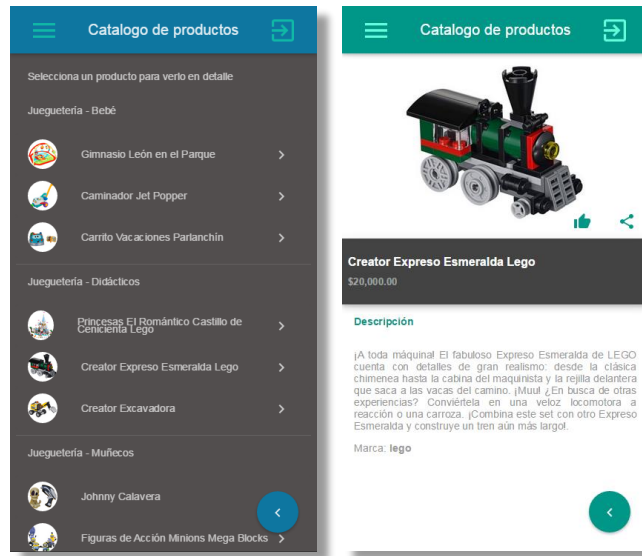 Catalogo de productos
Selecciona un producto para verlo en detalle
Jueguetería - Bebé
Gimnasio León en el Parque
Caminador Jet Popper
Carrito Vacaciones Parlanchín
Jueguetería - Didácticos
Princesas El Romántico Castillo de
Cenicienta Lego
Creator Expreso Esmeralda Lego
Creator Excavadora
Jueguetería - Muñecos
Johnny Calavera
Figuras de Acción Minions Mega Blocks
Catalogo de productos
Creator Expreso Esmeralda Lego
$20,000.00
Descripción
¡A toda máquina! El fabuloso Expreso Esmeralda de LEGO
cuenta con detalles de gran realismo: desde la clásica
chimenea hasta la cabina del maquinista y la rejilla delantera
que saca a las vacas del camino. ¡Muu! ¿En busca de otras
experiencias? Conviértela en una veloz locomotora a
reacción o una carroza. ¡Combina este set con otro Expreso
Esmeralda y construye un tren aún más largo!.
Marca: lego